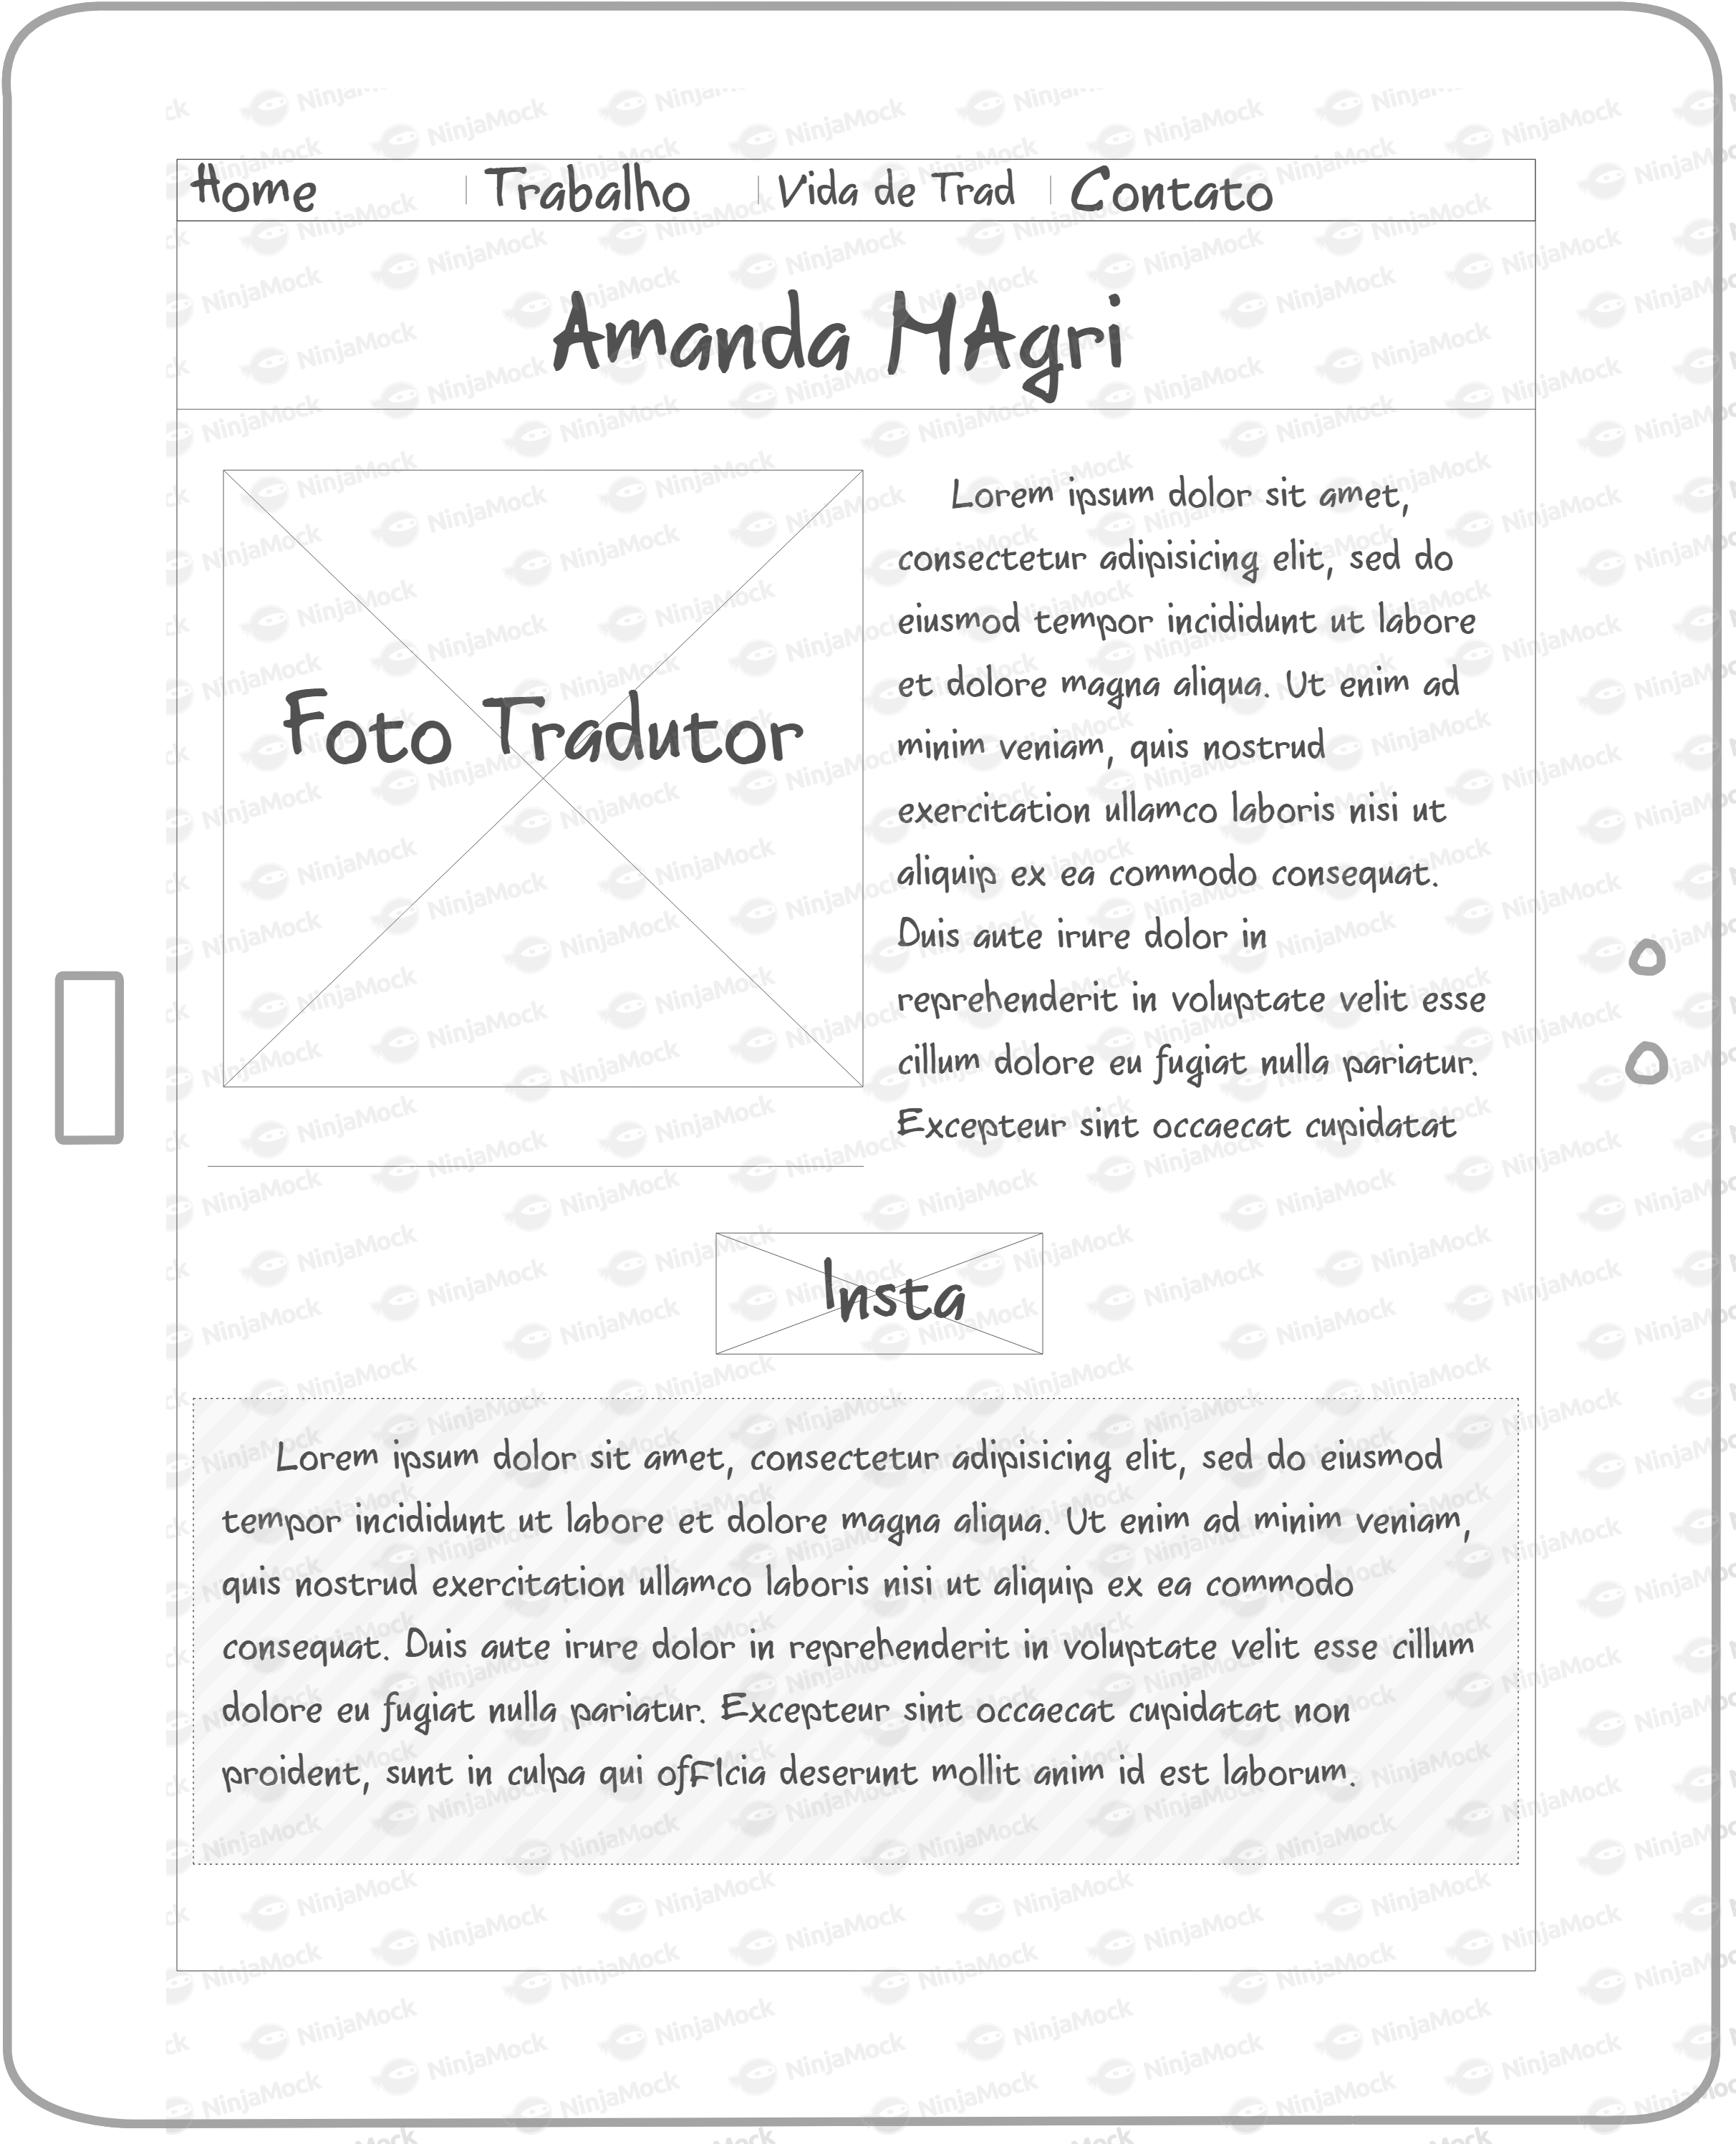 Home | Trabalho | Vida de Trad | Contato
Amanda MAgri
Foto Tradutor
Lorem ipsum dolor sit amet,
consectetur adipisicing elit, sed do
eiusmod tempor incididunt ut labore
et dolore magna aliqua. Ut enim ad
minim veniam, quis nostrud
exercitation ullamco laboris nisi ut
aliquip ex ea commodo consequat.
Duis aute irure dolor in
reprehenderit in voluptate velit esse
cillum dolore eu fugiat nulla pariatur.
Excepteur sint occaecat cupidatat
Insta
Lorem ipsum dolor sit amet, consectetur adipisicing elit, sed do eiusmod
tempor incididunt ut labore et dolore magna aliqua. Ut enim ad minim veniam,
quis nostrud exercitation ullamco laboris nisi ut aliquip ex ea commodo
consequat. Duis aute irure dolor in reprehenderit in voluptate velit esse cillum
dolore eu fugiat nulla pariatur. Excepteur sint occaecat cupidatat non
proident, sunt in culpa qui offIcia deserunt mollit anim id est laborum.
NinjaMock